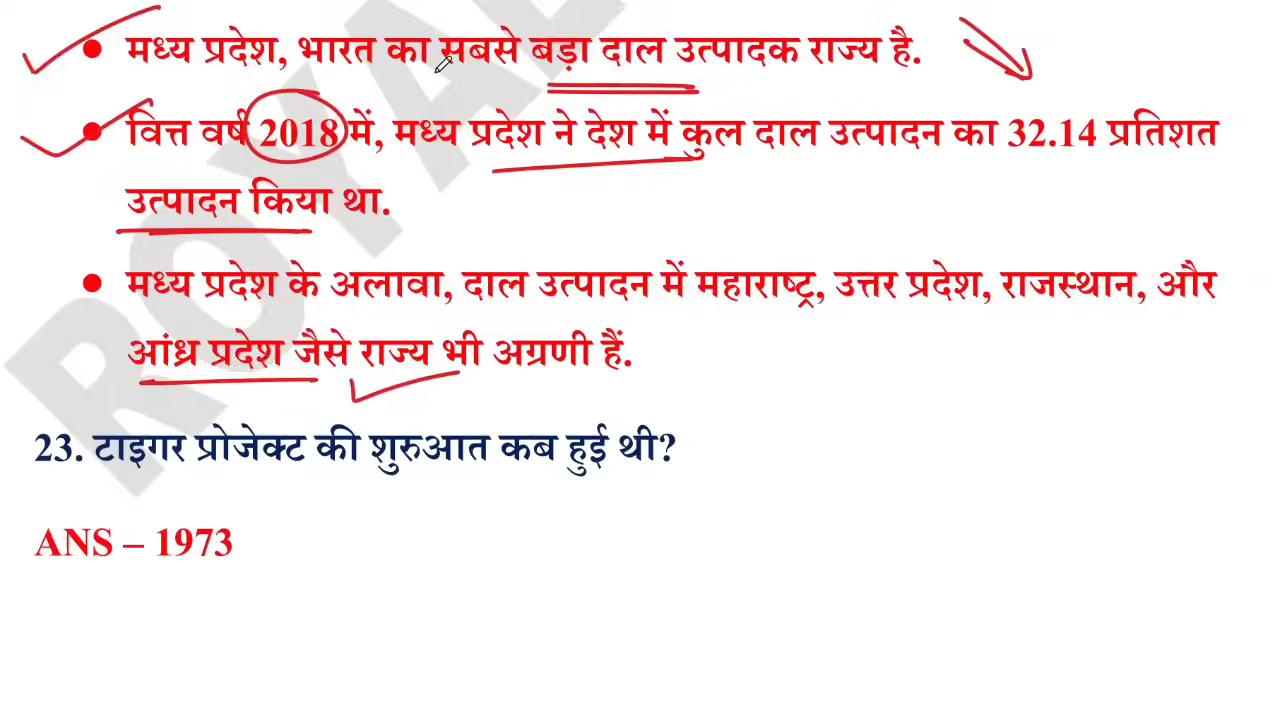 • मध्य प्रदेश, भारत का सबसे बड़ा दाल उत्पादक राज्य है.
• वित्त वर्ष 2018 में, मध्य प्रदेश ने देश में कुल दाल उत्पादन का 32.14 प्रतिशत
उत्पादन किया था.
• मध्य प्रदेश के अलावा, दाल उत्पादन में महाराष्ट्र, उत्तर प्रदेश, राजस्थान, और
आंध्र प्रदेश जैसे राज्य भी अग्रणी हैं.
23. टाइगर प्रोजेक्ट की शुरुआत कब हुई थी?
ANS – 1973
ROYAL